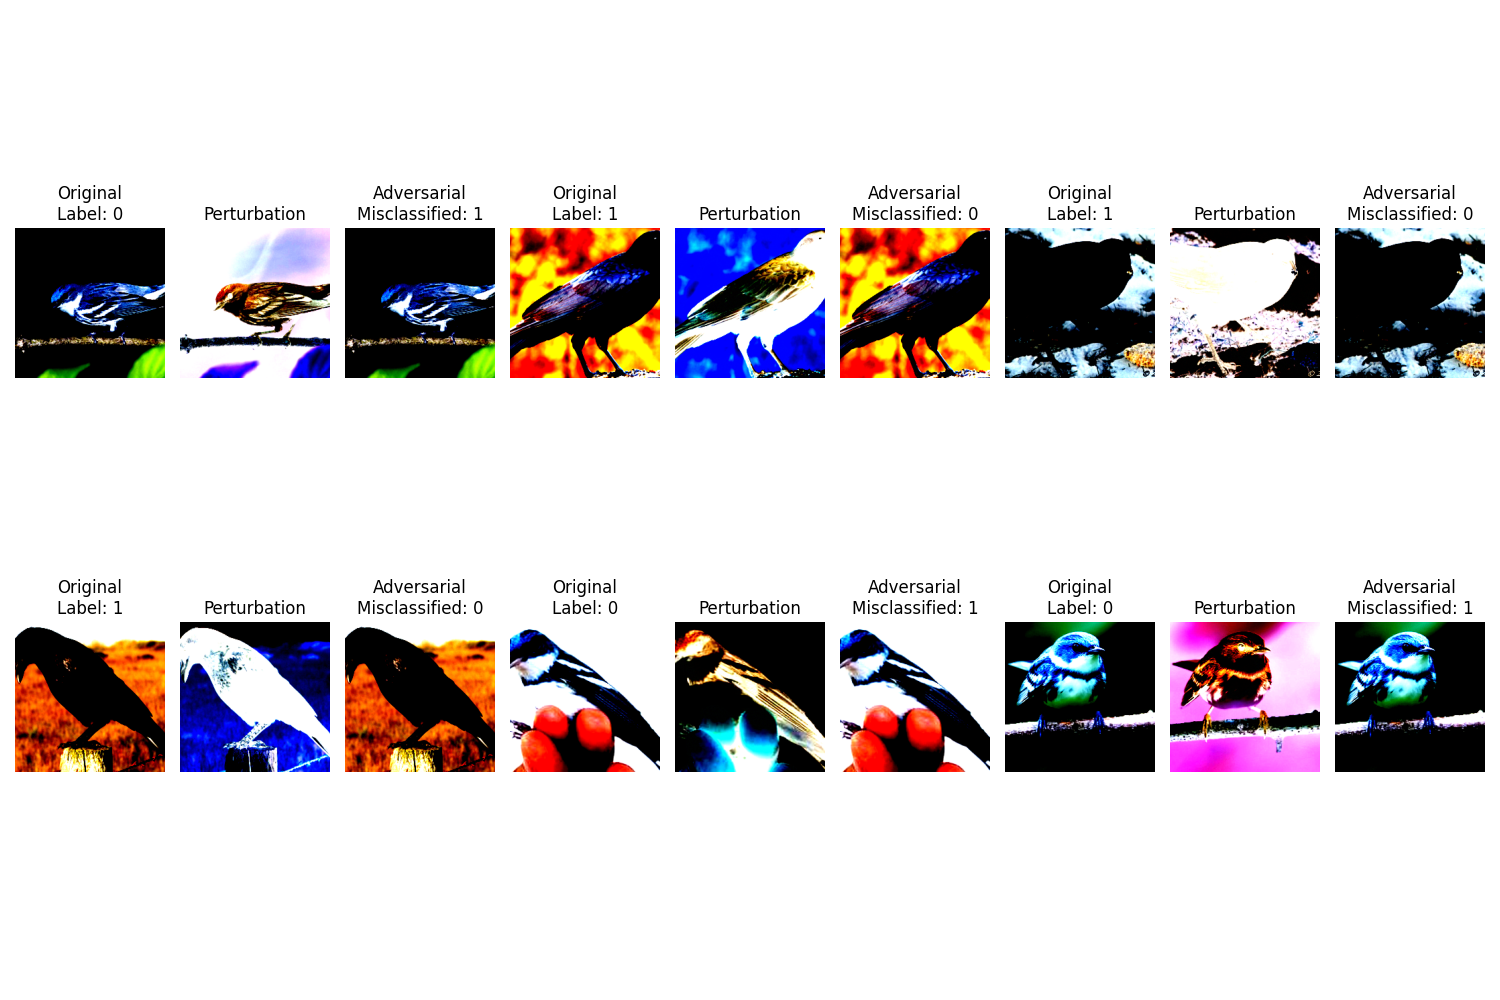 Original
Label: 0
Perturbation
Adversarial
Misclassified: 1
Original
Label: 1
Perturbation
Adversarial
Misclassified: 0
Original
Label: 1
Perturbation
Adversarial
Misclassified: 0
Original
Label: 1
Perturbation
Adversarial
Misclassified: 0
Original
Label: 0
Perturbation
Adversarial
Misclassified: 1
Original
Label: 0
Perturbation
Adversarial
Misclassified: 1